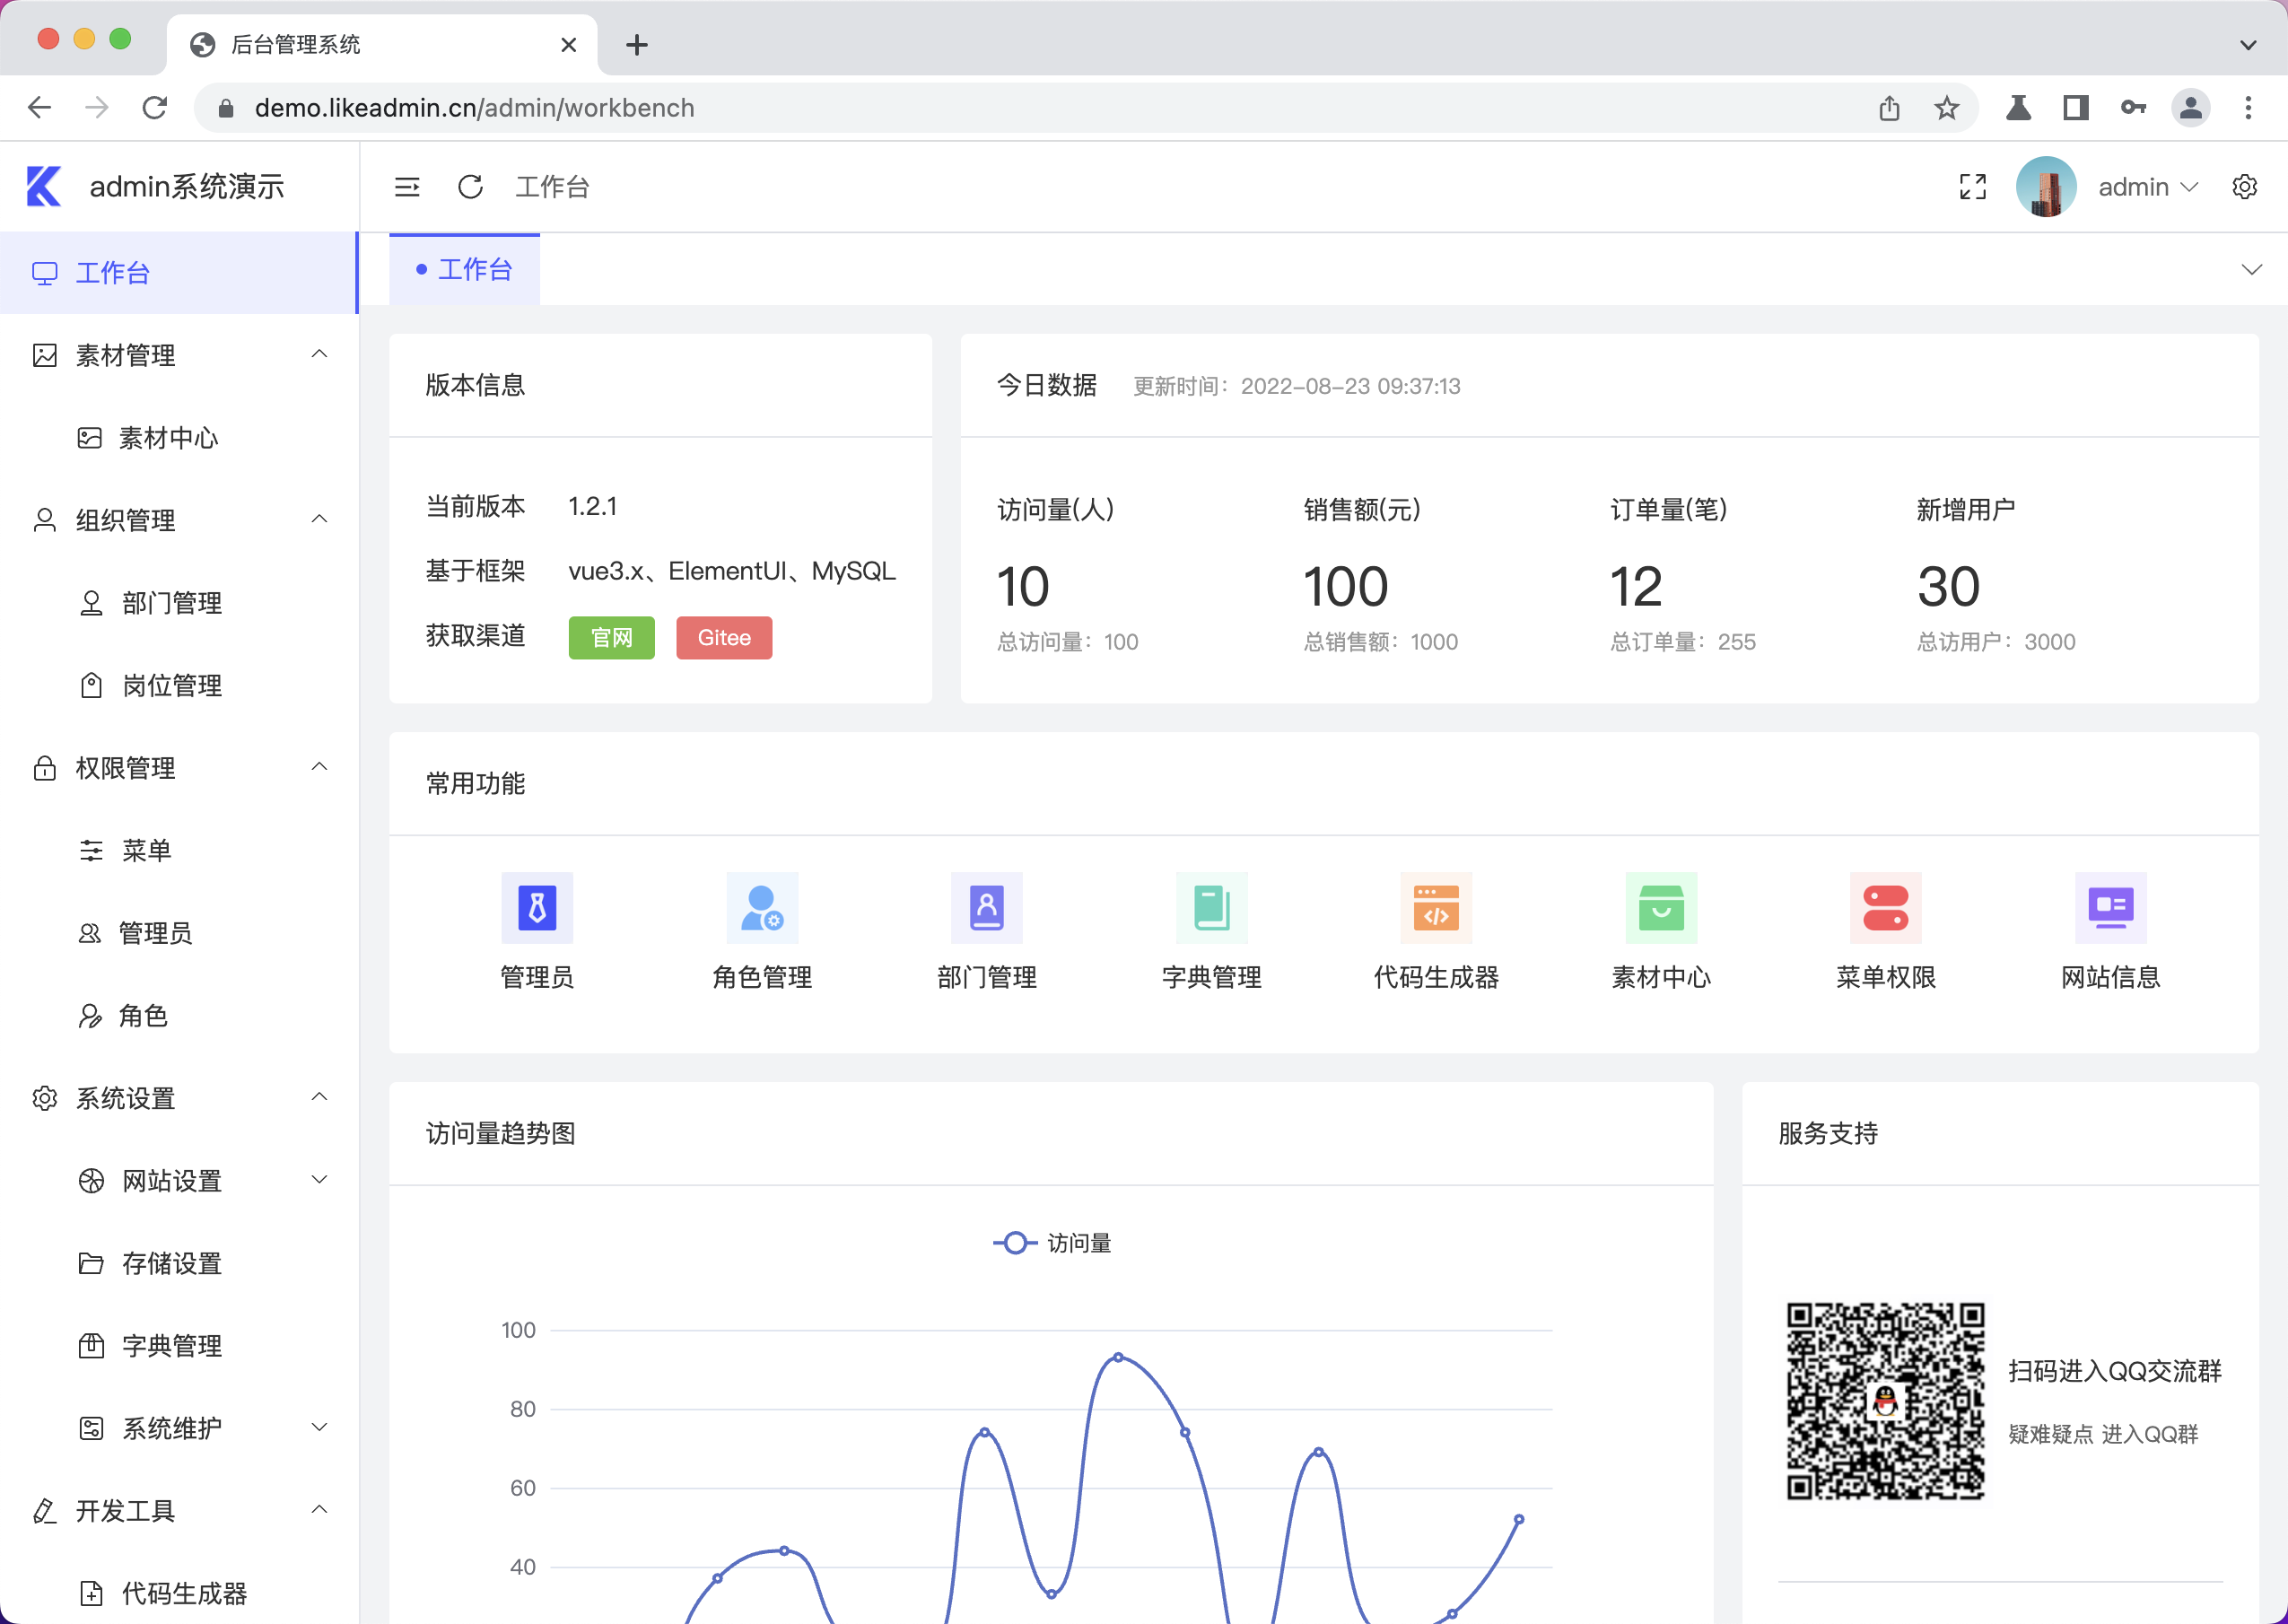 后台管理系统
demo.likeadmin.cn/admin/workbench
admin系统演示
工作台
admin
工作台
素材管理
素材中心
组织管理
部门管理
岗位管理
权限管理
菜单
管理员
角色
系统设置
网站设置
存储设置
字典管理
系统维护
开发工具
代码生成器
工作台
版本信息
当前版本 1.2.1
基于框架 vue3.x、ElementUI、MySQL
获取渠道 官网 Gitee
今日数据 更新时间：2022-08-23 09:37:13
访问量(人) 销售额(元) 订单量(笔) 新增用户
10 100 12 30
总访问量：100 总销售额：1000 总订单量：255 总访用户：3000
常用功能
管理员 角色管理 部门管理 字典管理 代码生成器 素材中心 菜单权限 网站信息
访问量趋势图
访问量
100
80
60
40
服务支持
扫码进入QQ交流群
疑难疑点 进入QQ群